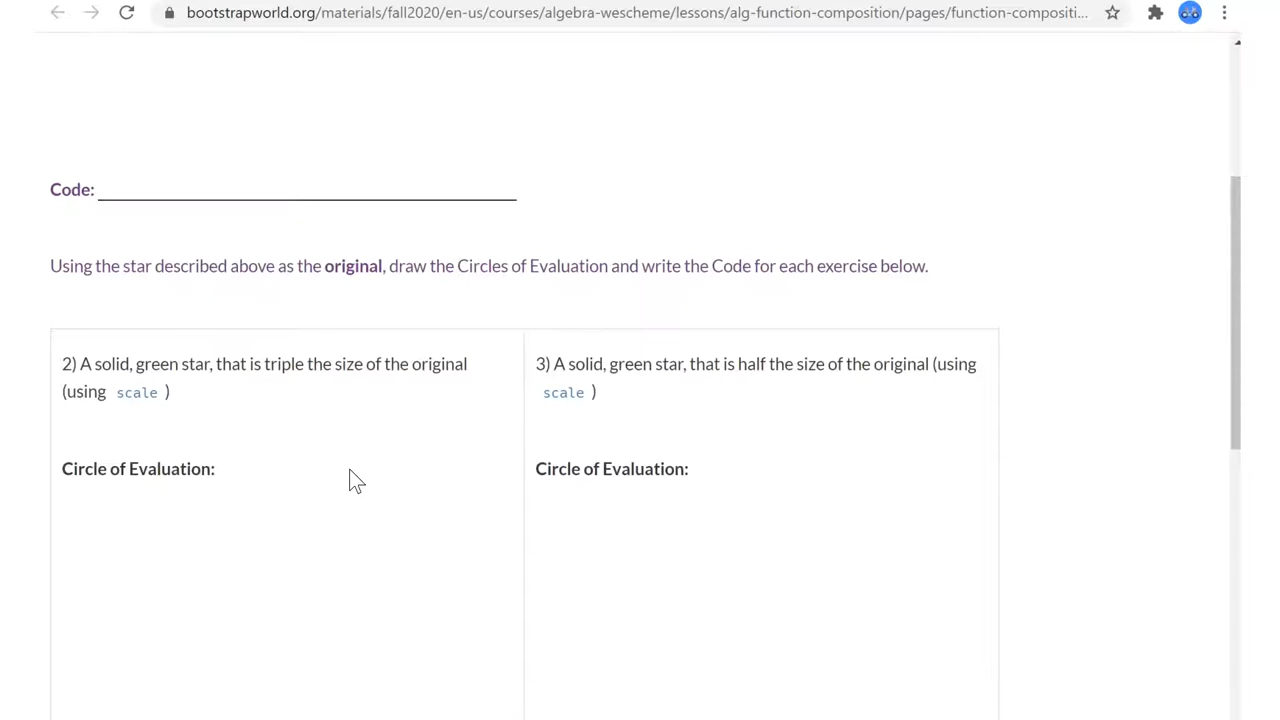 bootstrapworld.org/materials/fall2020/en-us/courses/algebra-wescheme/lessons/alg-function-composition/pages/function-compositi...
Code:
Using the star described above as the original, draw the Circles of Evaluation and write the Code for each exercise below.
2) A solid, green star, that is triple the size of the original
(using scale )
Circle of Evaluation:
3) A solid, green star, that is half the size of the original (using
scale )
Circle of Evaluation: